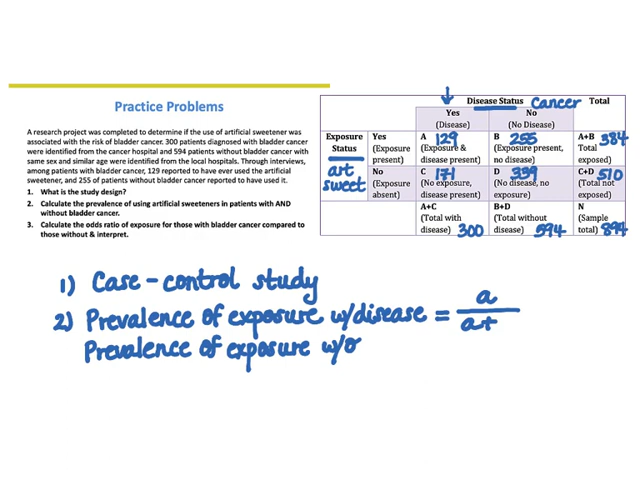 Practice Problems
A research project was completed to determine if the use of artificial sweetener was
associated with the risk of bladder cancer. 300 patients diagnosed with bladder cancer
were identified from the cancer hospital and 594 patients without bladder cancer with
same sex and similar age were identified from the local hospitals. Through interviews,
among patients with bladder cancer, 129 reported to have ever used the artificial
sweetener, and 255 of patients without bladder cancer reported to have used it.
1. What is the study design?
2. Calculate the prevalence of using artificial sweeteners in patients with AND
without bladder cancer.
3. Calculate the odds ratio of exposure for those with bladder cancer compared to
those without & interpret.
Disease Status Cancer Total
Yes No
(Disease) (No Disease)
Exposure Status art sweet
Yes (Exposure present)
A 129 (Exposure & disease present)
B 255 (Exposure present, no disease)
A+B 384 Total exposed)
No (Exposure absent)
C 171 (No exposure, disease present)
D 339 (No disease, no exposure)
C+D 510 (Total not exposed)
A+C (Total with disease) 300
B+D (Total without disease) 594
N (Sample total) 894
1) Case-control study
2) Prevalence of exposure w/disease = a / a+
Prevalence of exposure w/o